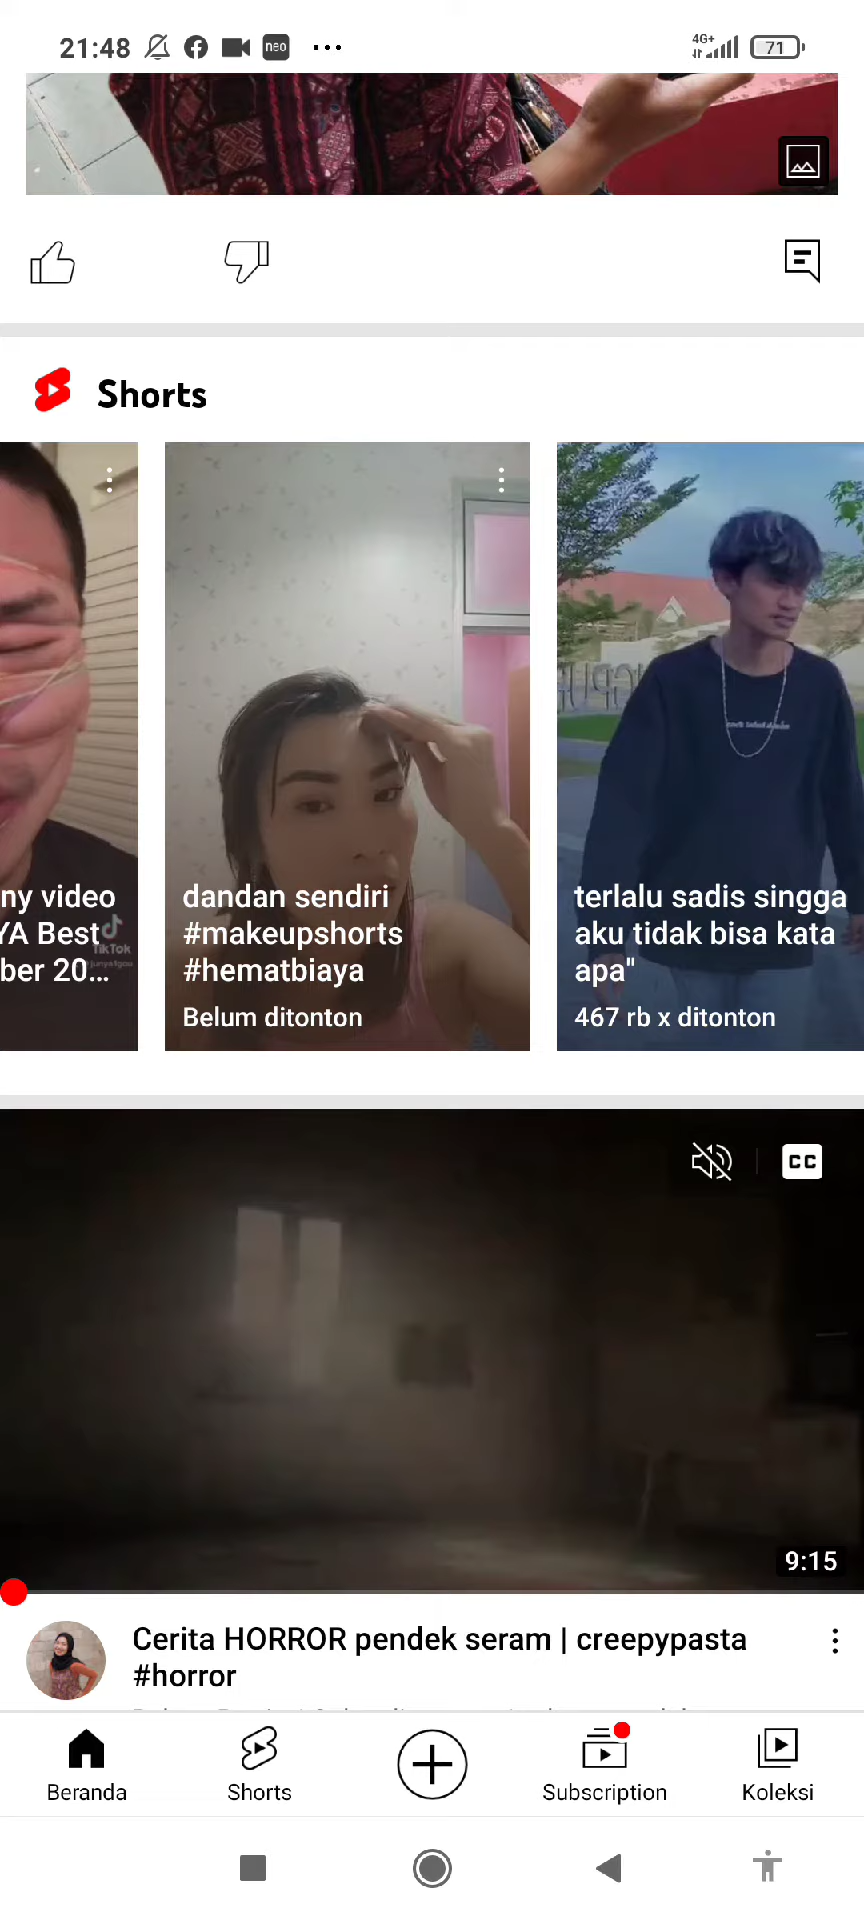 21:48
neo
4G+
71
Shorts
ny video
YA Best
ber 20...
TikTok
dandan sendiri
#makeupshorts
#hematbiaya
Belum ditonton
terlalu sadis singga
aku tidak bisa kata
apa"
467 rb x ditonton
CC
9:15
Cerita HORROR pendek seram | creepypasta
#horror
Beranda
Shorts
Subscription
Koleksi